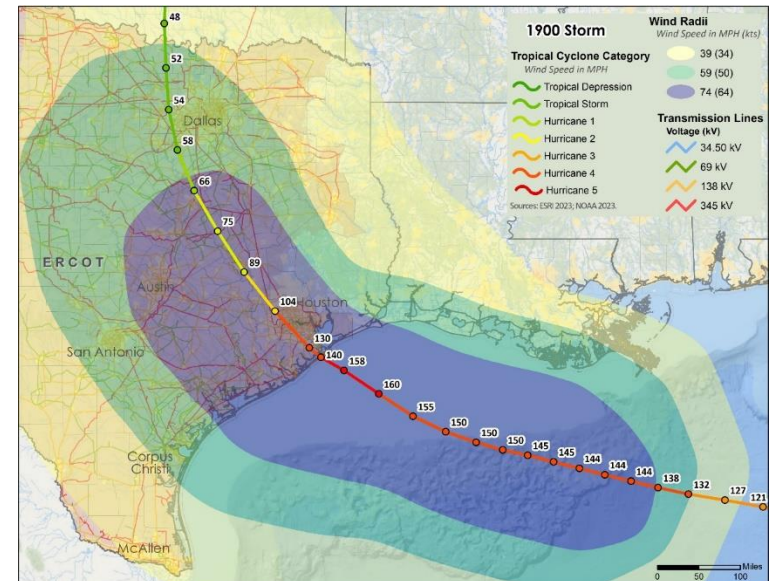 1900 Storm
Tropical Cyclone Category
Wind Speed in MPH
Tropical Depression
Tropical Storm
Hurricane 1
Hurricane 2
Hurricane 3
Hurricane 4
Hurricane 5
Sources: ESRI 2023; NOAA 2023.
Wind Radii
Wind Speed in MPH (kts)
39 (34)
59 (50)
74 (64)
Transmission Lines
Voltage (kV)
34.50 kV
69 kV
138 kV
345 kV
48
52
54
Dallas
58
66
75
ERCOT
89
Austin
104
Houston
130
San Antonio
140
158
160
155
150
150
150
145
145
144
144
144
138
132
127
121
Corpus
Christi
McAllen
Miles
0 50 100